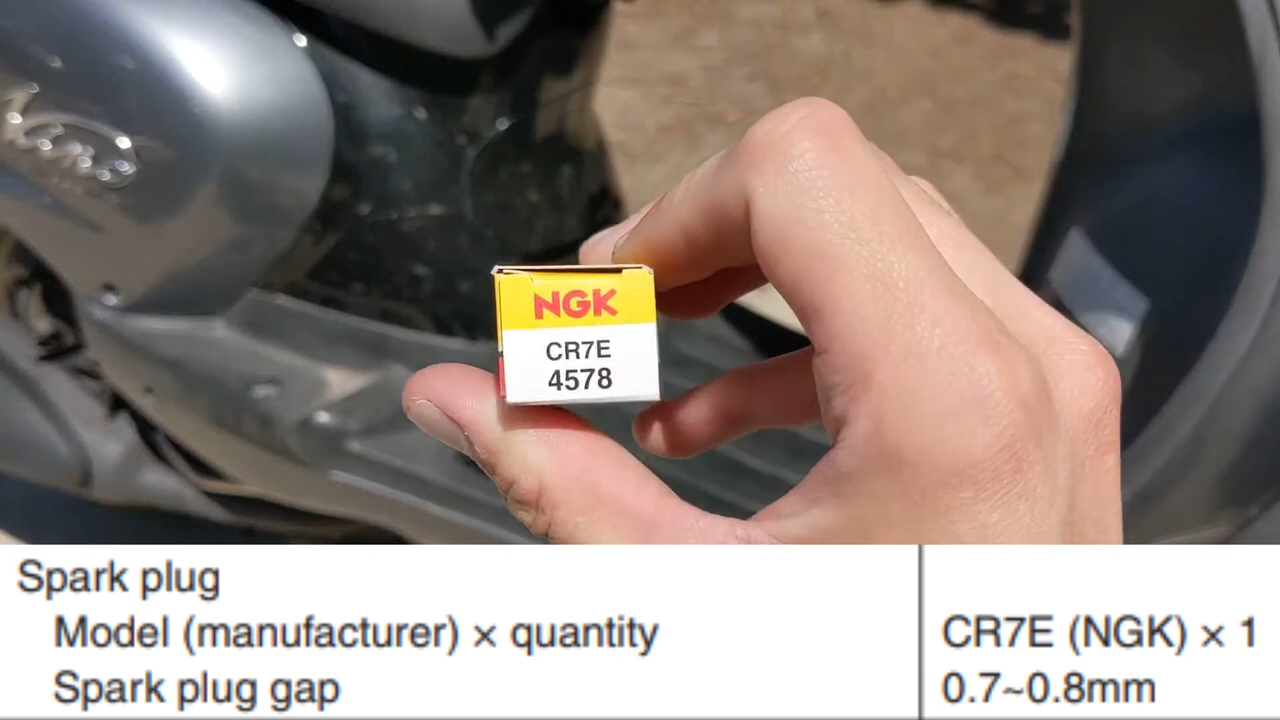 NGK
CR7E
4578
Spark plug
Model (manufacturer) × quantity
CR7E (NGK) × 1
Spark plug gap
0.7~0.8mm